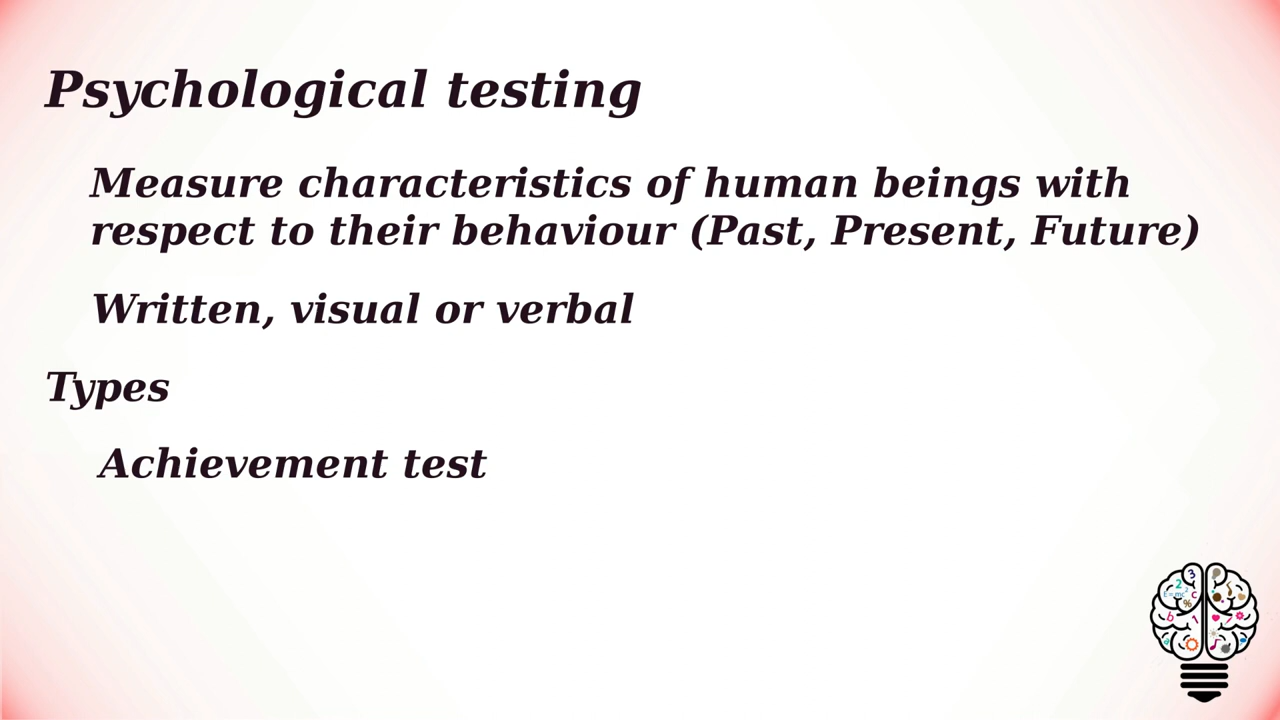 Psychological testing
Measure characteristics of human beings with
respect to their behaviour (Past, Present, Future)
Written, visual or verbal
Types
Achievement test